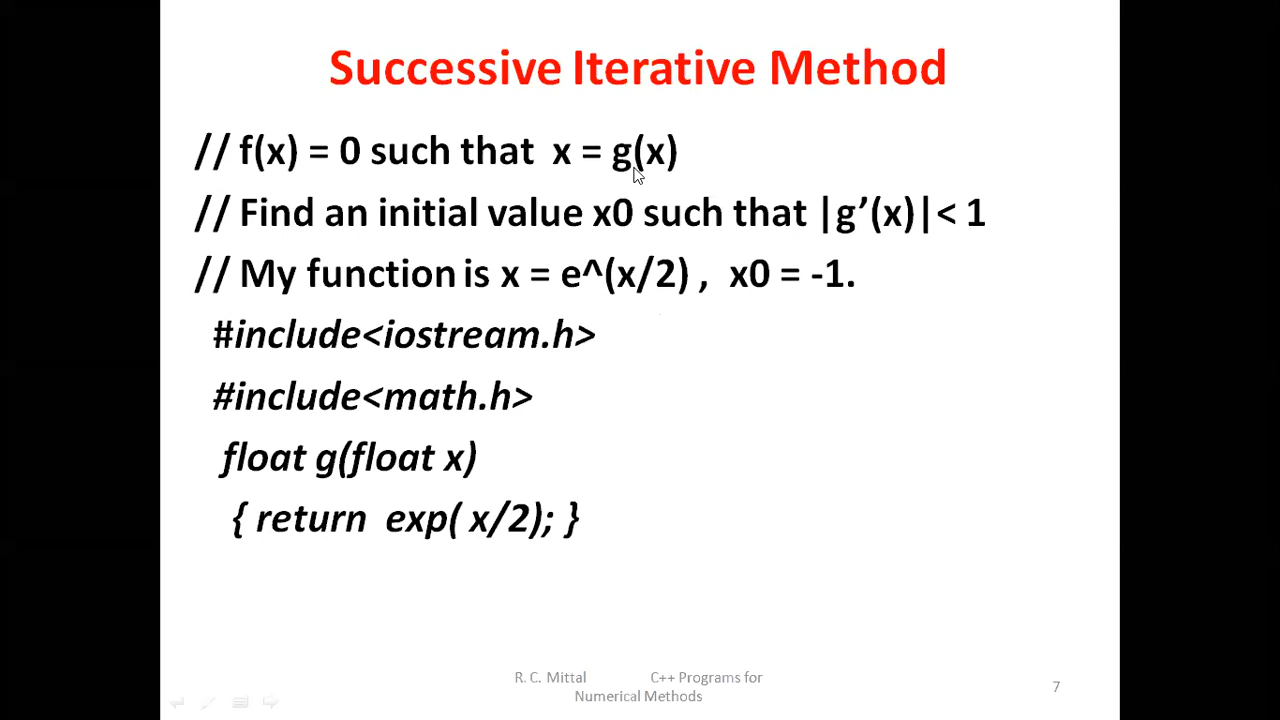 Successive Iterative Method
// f(x) = 0 such that x = g(x)
// Find an initial value x0 such that |g’(x)|< 1
// My function is x = e^(x/2) , x0 = -1.
#include<iostream.h>
#include<math.h>
float g(float x)
{ return exp( x/2); }
R. C. Mittal C++ Programs for
Numerical Methods
7